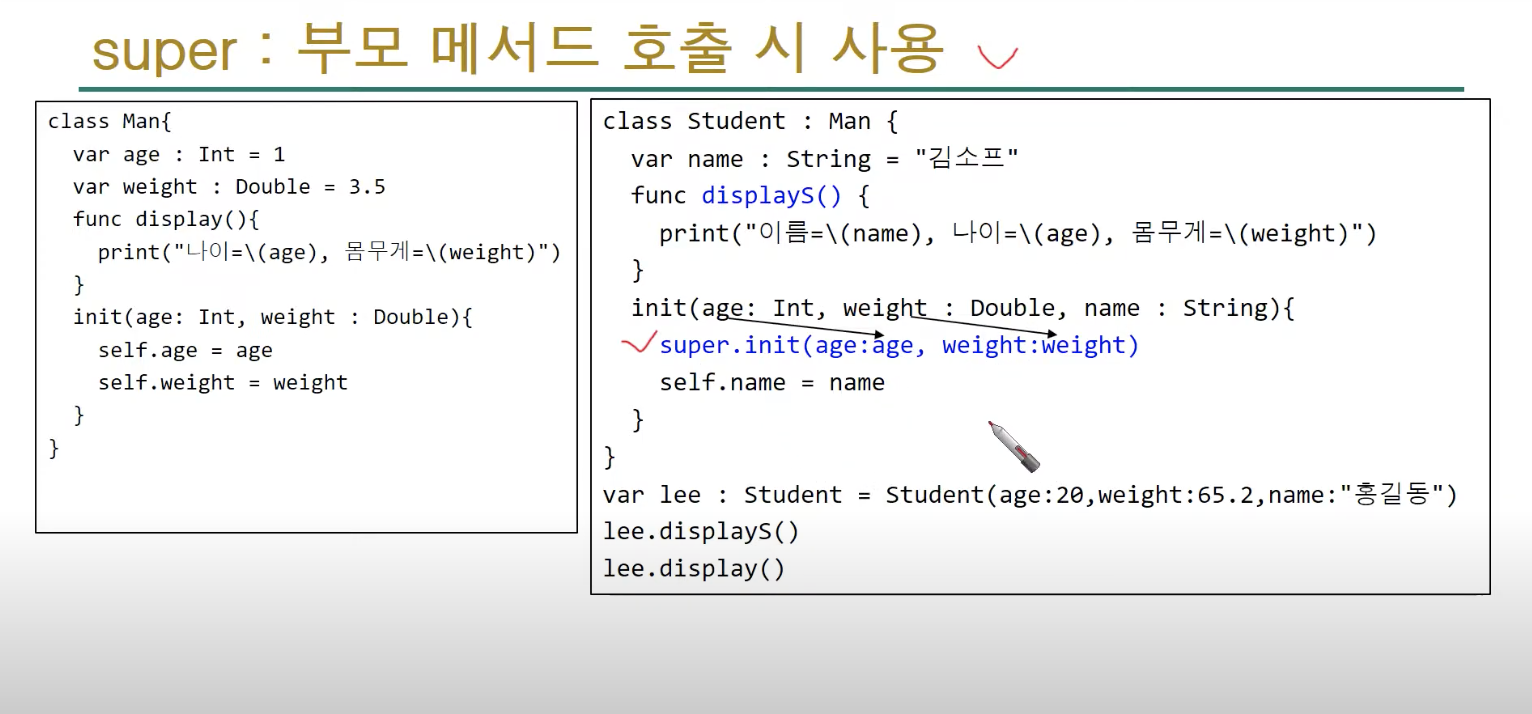 super : 부모 메서드 호출 시 사용
class Man{
var age : Int = 1
var weight : Double = 3.5
func display(){
print("나이=\(age), 몸무게=\(weight)")
}
init(age: Int, weight : Double){
self.age = age
self.weight = weight
}
}
class Student : Man {
var name : String = "김소프"
func displayS() {
print("이름=\(name), 나이=\(age), 몸무게=\(weight)")
}
init(age: Int, weight : Double, name : String){
super.init(age:age, weight:weight)
self.name = name
}
}
var lee : Student = Student(age:20,weight:65.2,name:"홍길동")
lee.displayS()
lee.display()